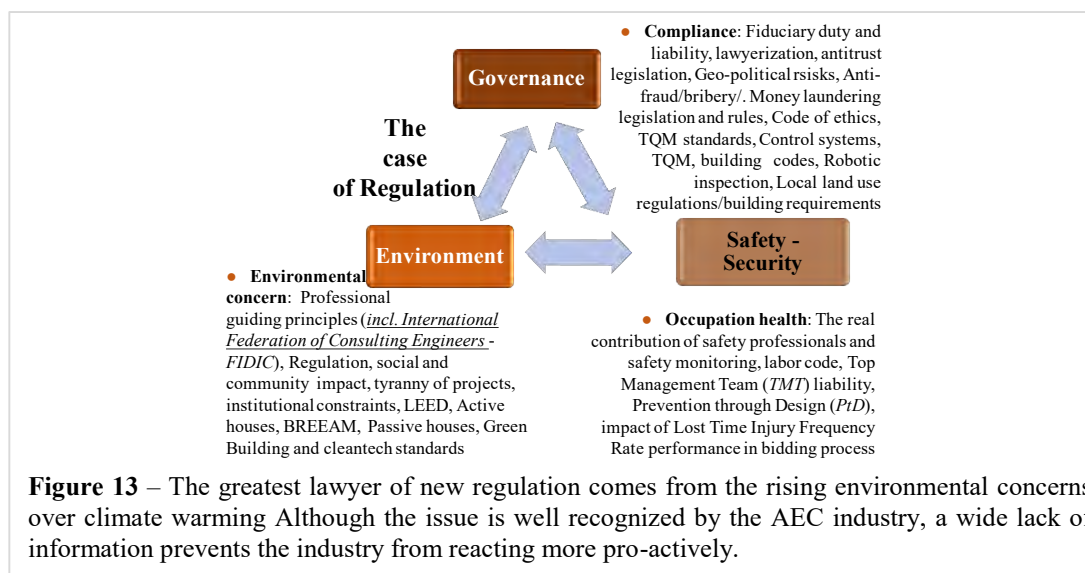 ● Compliance: Fiduciary duty and
liability, lawyerization, antitrust
legislation, Geo-political rsisks, Anti-
fraud/bribery/. Money laundering
legislation and rules, Code of ethics,
TQM standards, Control systems,
TQM, building codes, Robotic
inspection, Local land use
regulations/building requirements
Governance
The
case
of Regulation
Environment
Safety -
Security
● Environmental
concern: Professional
guiding principles (incl. International
Federation of Consulting Engineers -
FIDIC), Regulation, social and
community impact, tyranny of projects,
institutional constraints, LEED, Active
houses, BREEAM, Passive houses, Green
Building and cleantech standards
● Occupation health: The real
contribution of safety professionals and
safety monitoring, labor code, Top
Management Team (TMT) liability,
Prevention through Design (PtD),
impact of Lost Time Injury Frequency
Rate performance in bidding process
Figure 13 – The greatest lawyer of new regulation comes from the rising environmental concerns
over climate warming Although the issue is well recognized by the AEC industry, a wide lack of
information prevents the industry from reacting more pro-actively.